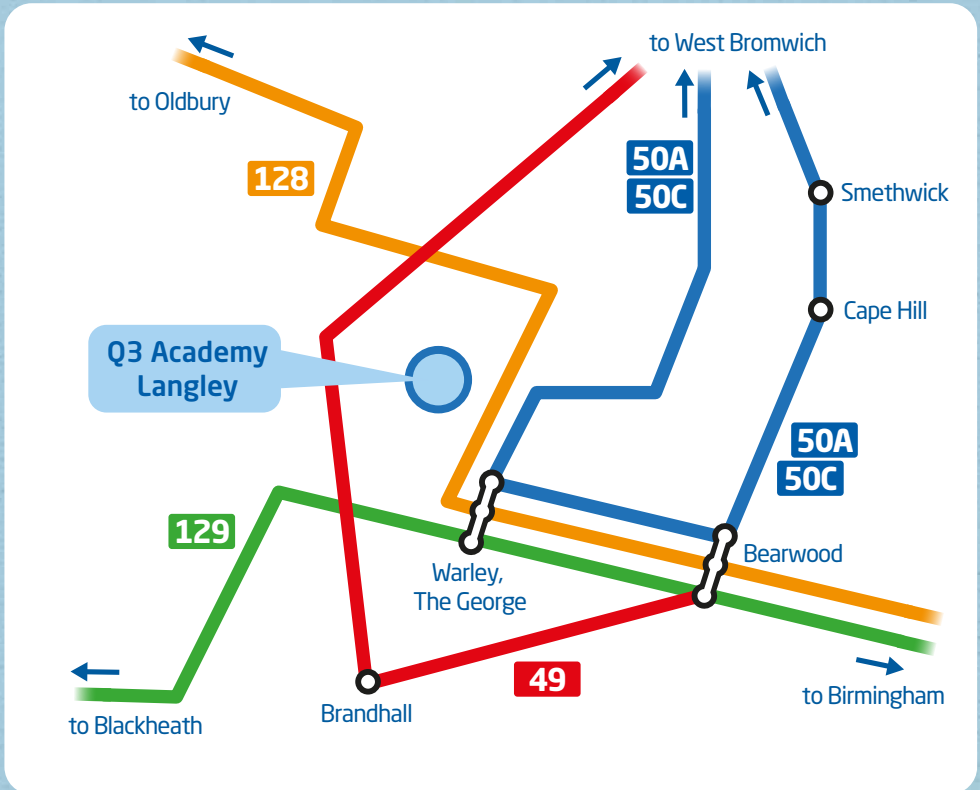 to West Bromwich
to Oldbury
128
50A
50C
Smethwick
Cape Hill
Q3 Academy
Langley
50A
50C
129
Bearwood
Warley,
The George
49
to Birmingham
Brandhall
to Blackheath